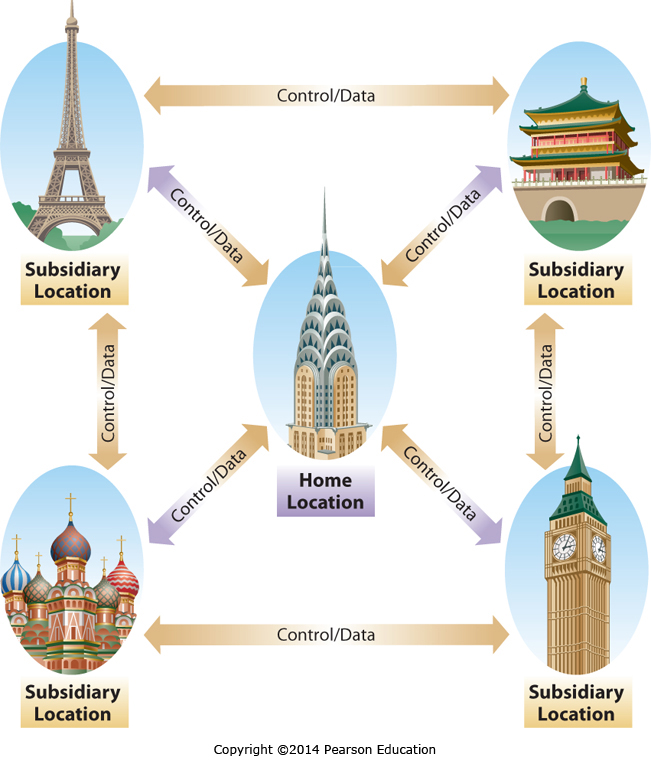 Control/Data
Control/Data
Control/Data
Subsidiary
Location
Subsidiary
Location
Control/Data
Control/Data
Control/Data
Control/Data
Home
Location
Control/Data
Subsidiary
Location
Subsidiary
Location
Copyright ©2014 Pearson Education